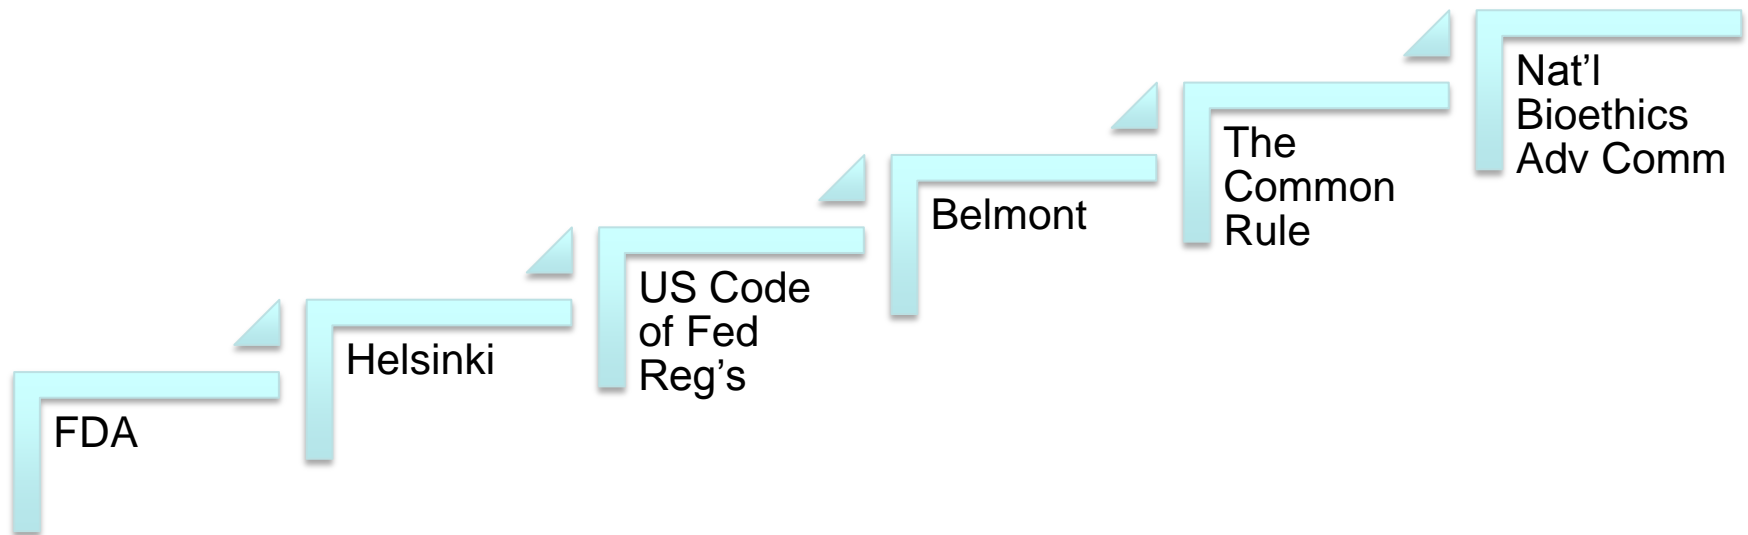 FDA
Helsinki
US Code
of Fed
Reg’s
Belmont
The
Common
Rule
Nat’l
Bioethics
Adv Comm